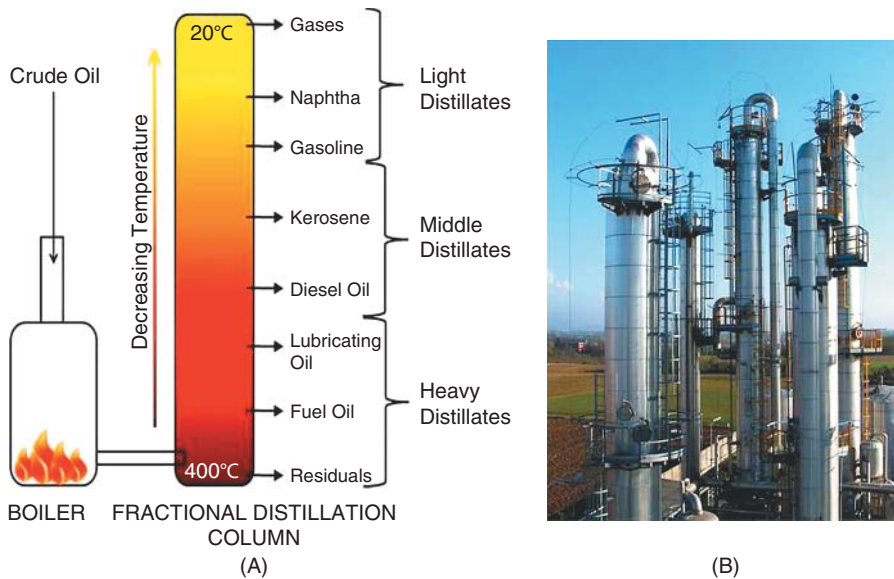 20°C
Gases
Crude Oil
Light
Distillates
Naphtha
Gasoline
Decreasing Temperature
Kerosene
Middle
Distillates
Diesel Oil
Lubricating
Oil
Heavy
Distillates
Fuel Oil
400°C
Residuals
BOILER
FRACTIONAL DISTILLATION
COLUMN
(A)
(B)